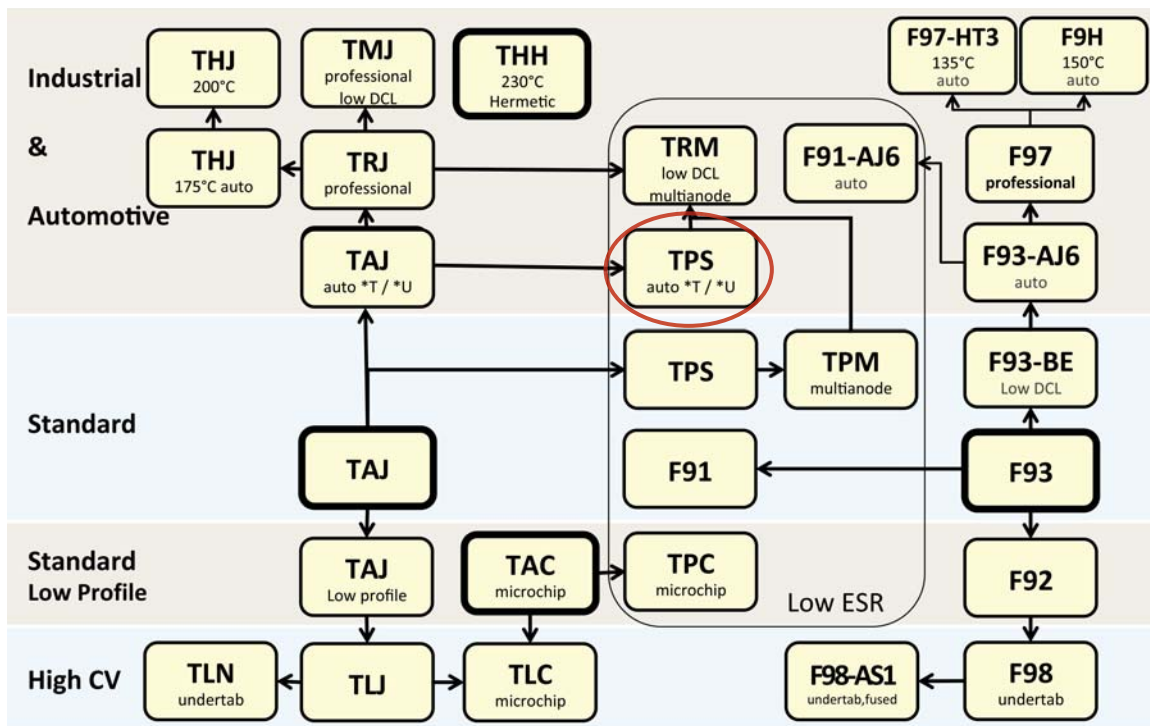 Industrial
&
Automotive
THJ
200°C
TMJ
professional
low DCL
THH
230°C
Hermetic
F97-HT3
135°C
auto
F9H
150°C
auto
THJ
175°C auto
TRJ
professional
TRM
low DCL
multianode
F91-AJ6
auto
F97
professional
TAJ
auto *T / *U
TPS
auto *T / *U
F93-AJ6
auto
Standard
TPS
TPM
multianode
F93-BE
Low DCL
TAJ
F91
F93
Standard
Low Profile
TAJ
Low profile
TAC
microchip
TPC
microchip
Low ESR
F92
High CV
TLN
undertab
TLJ
TLC
microchip
F98-AS1
undertab,fused
F98
undertab